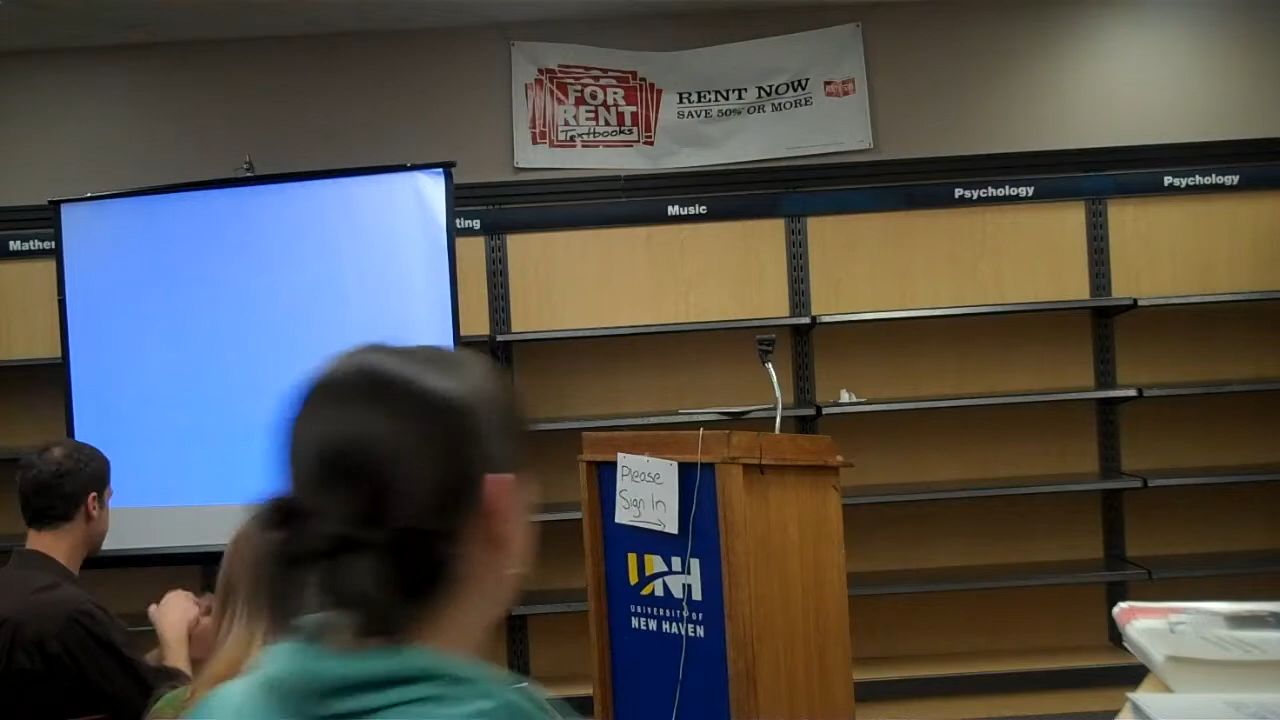 FOR
RENT
Textbooks
RENT NOW
SAVE 50% OR MORE
Mather
ting
Music
Psychology
Psychology
Please
Sign In
UNH
UNIVERSITY OF
NEW HAVEN